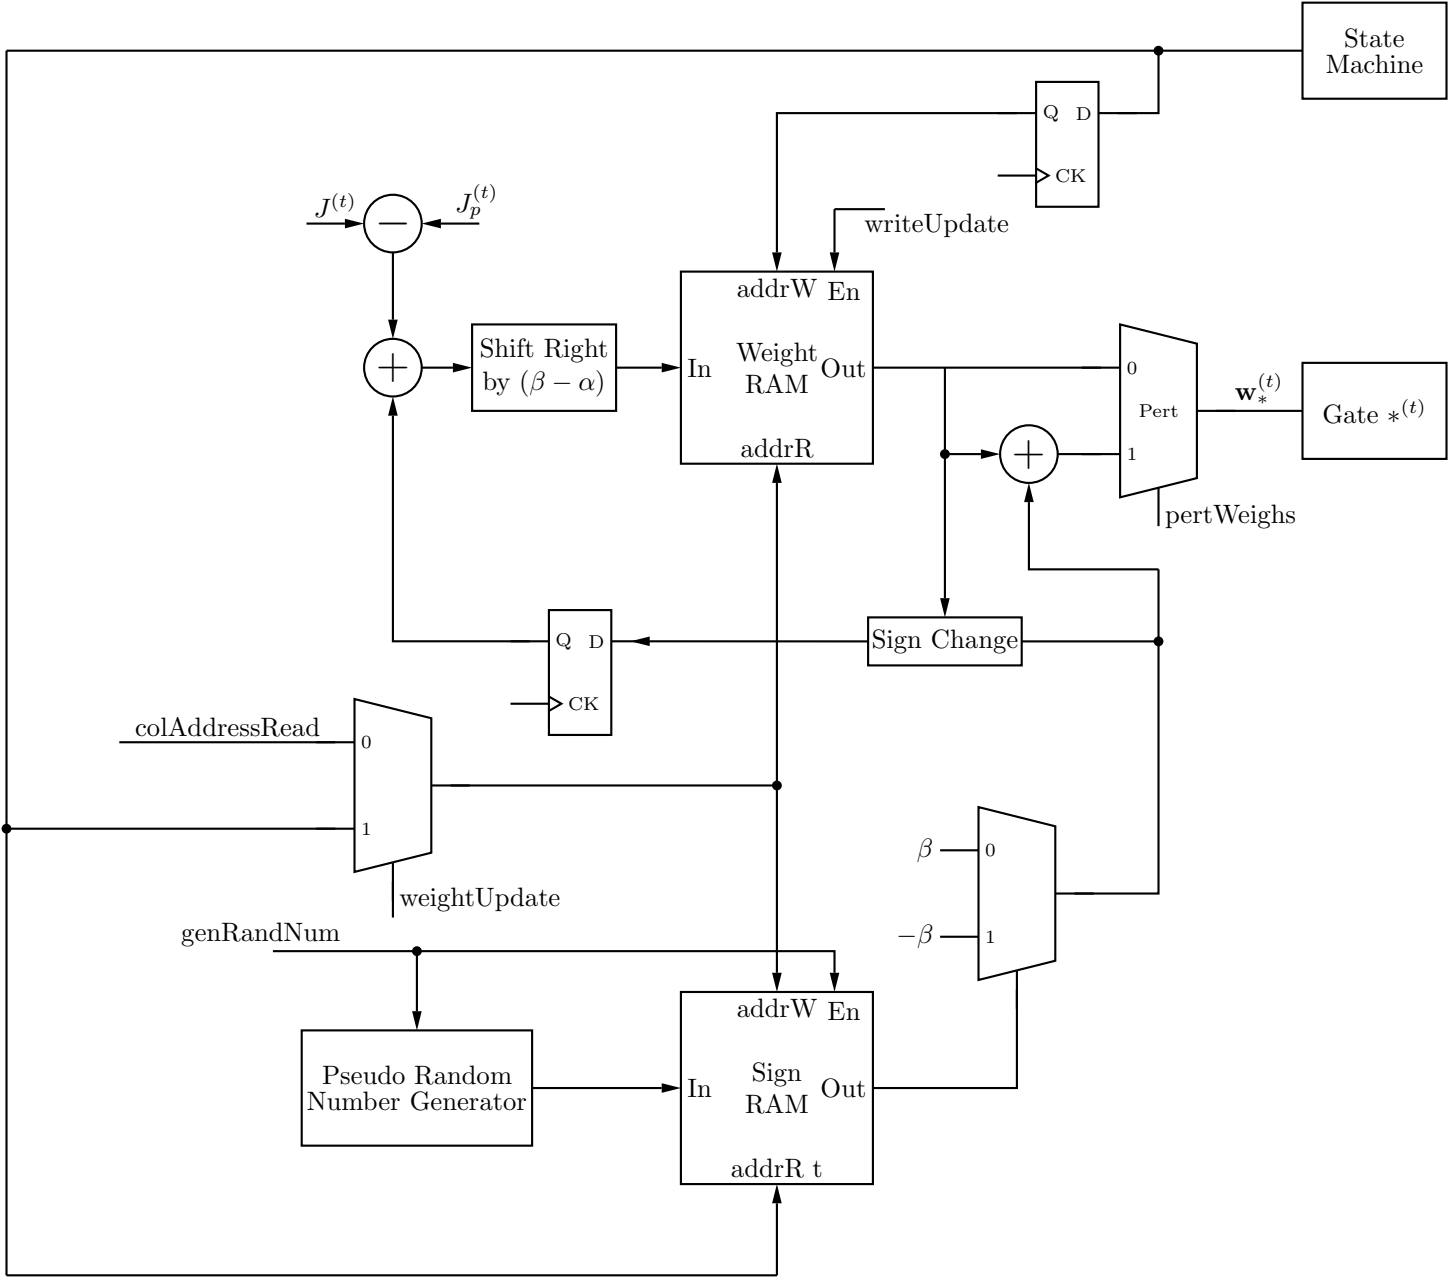 State
Machine
Q D
CK
J^{(t)}
J_p^{(t)}
writeUpdate
addrW En
Shift Right
by (β − α)
In
Weight
RAM
Out
addrR
0
Pert
1
w_*^{(t)}
Gate *^{(t)}
pertWeighs
Q D
CK
Sign Change
colAddressRead
0
1
weightUpdate
β
0
−β
1
genRandNum
addrW En
Pseudo Random
Number Generator
In
Sign
RAM
Out
addrR t